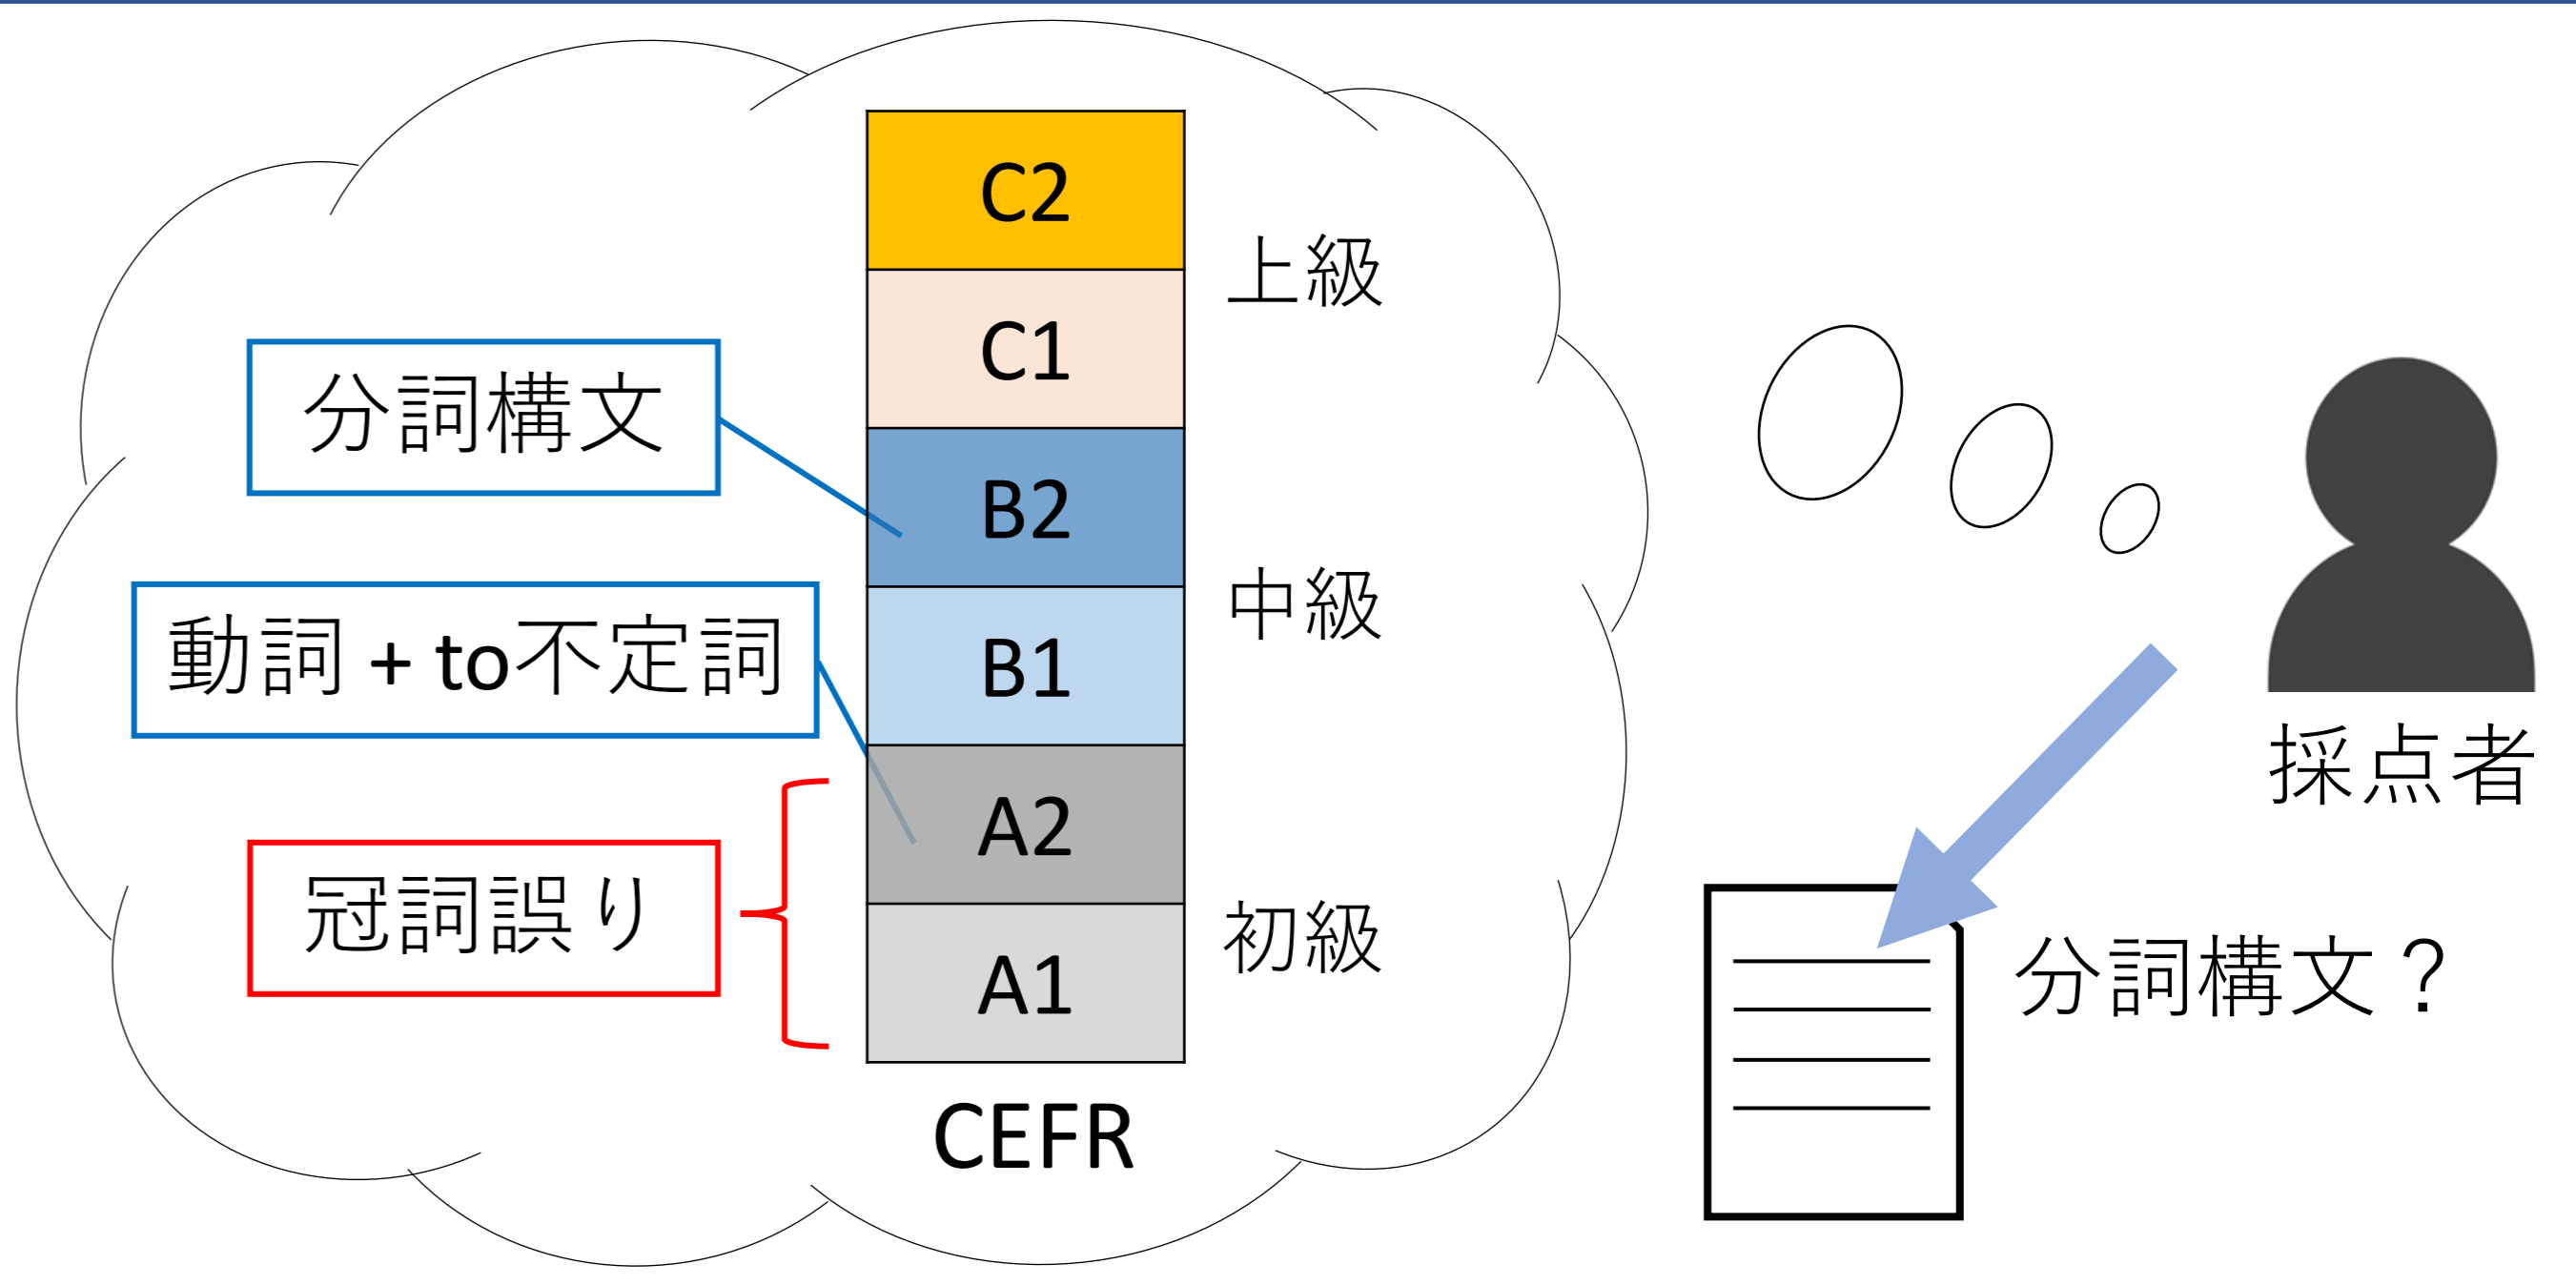 C2
上級
C1
分詞構文
B2
中級
動詞 + to不定詞
B1
採点者
A2
冠詞誤り
初級
A1
分詞構文？
CEFR